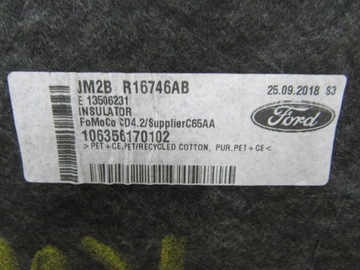 JM2B R16746AB
25.09.2018 S3
E 13506231
INSULATOR
FoMoCo CD4.2/SupplierC65AA
Ford
106356170102
>PET+CE,PET/RECYCLED COTTON, PUR,PET+CE<